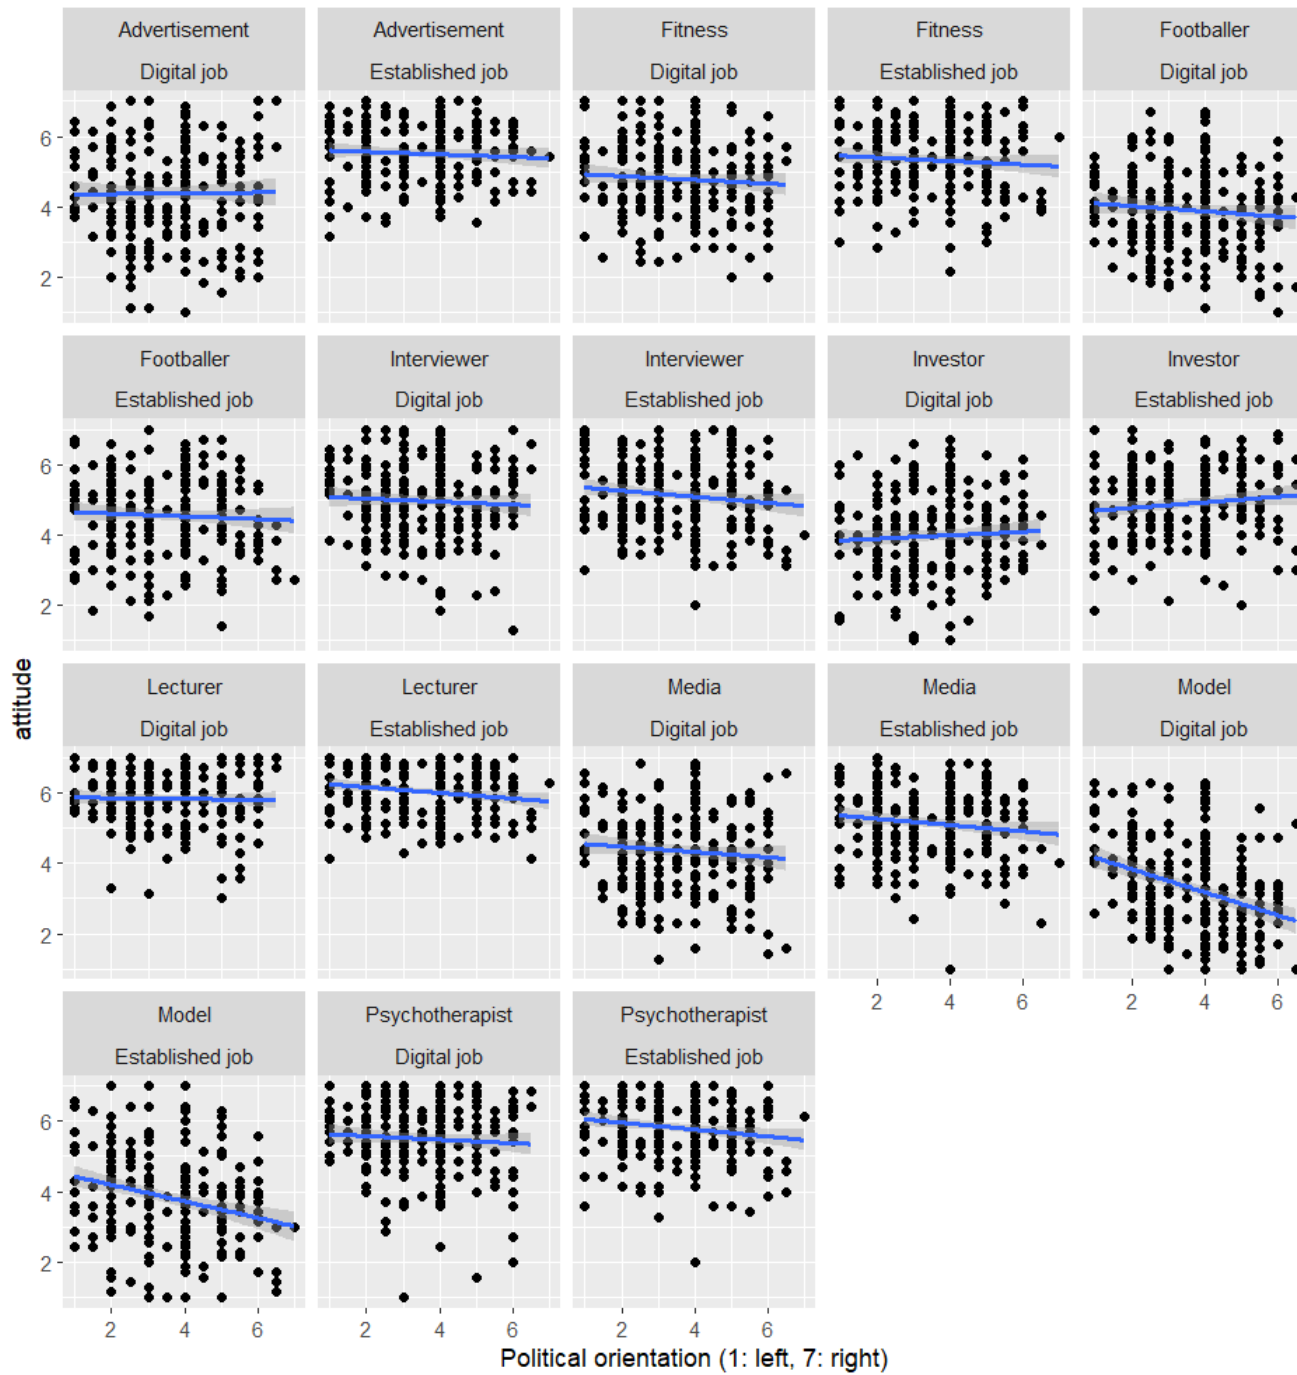 Advertisement
Digital job
Advertisement
Established job
Fitness
Digital job
Fitness
Established job
Footballer
Digital job
6
4
2
Footballer
Established job
Interviewer
Digital job
Interviewer
Established job
Investor
Digital job
Investor
Established job
6
4
2
attitude
Lecturer
Digital job
Lecturer
Established job
Media
Digital job
Media
Established job
Model
Digital job
6
4
2
2 4 6
2 4 6
Model
Established job
Psychotherapist
Digital job
Psychotherapist
Established job
6
4
2
2 4 6
2 4 6
2 4 6
Political orientation (1: left, 7: right)